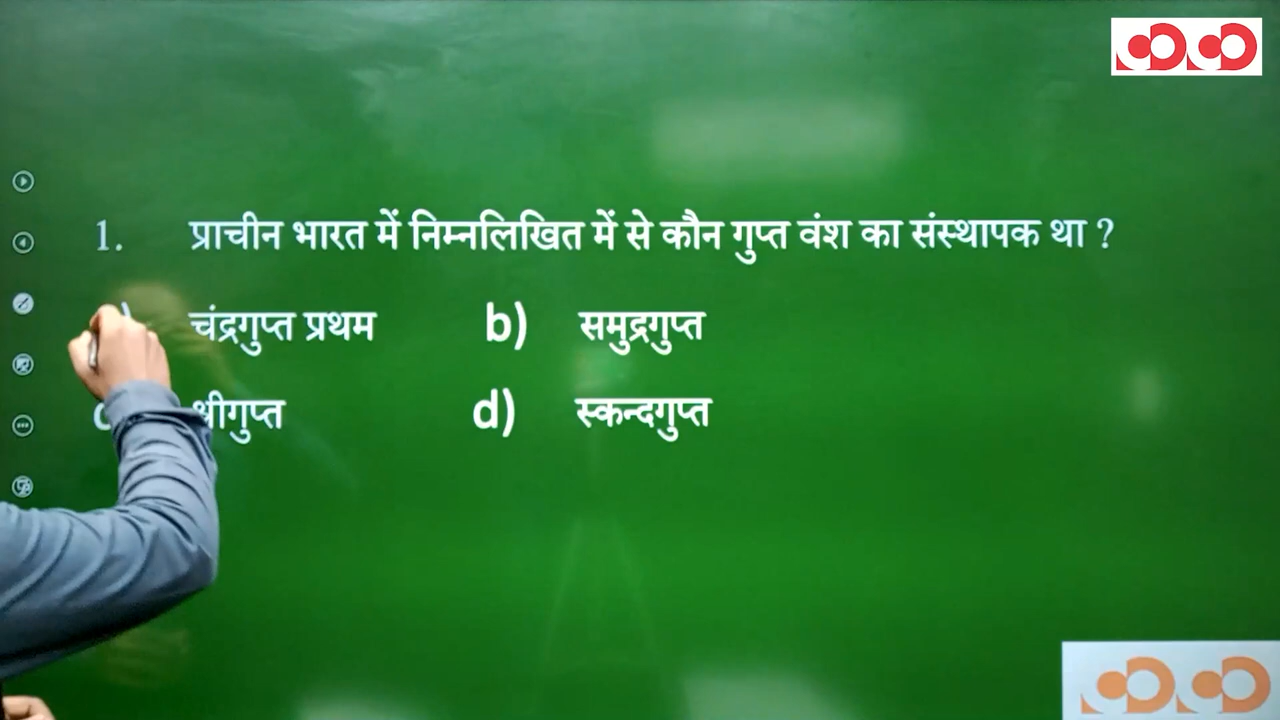 1. प्राचीन भारत में निम्नलिखित में से कौन गुप्त वंश का संस्थापक था ?
चंद्रगुप्त प्रथम b) समुद्रगुप्त
श्रीगुप्त d) स्कन्दगुप्त